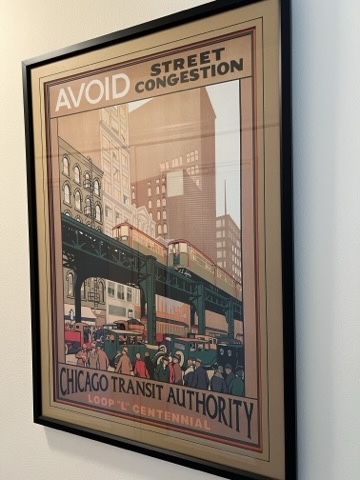 AVOID STREET
CONGESTION
CHICAGO TRANSIT AUTHORITY
LOOP "L" CENTENNIAL